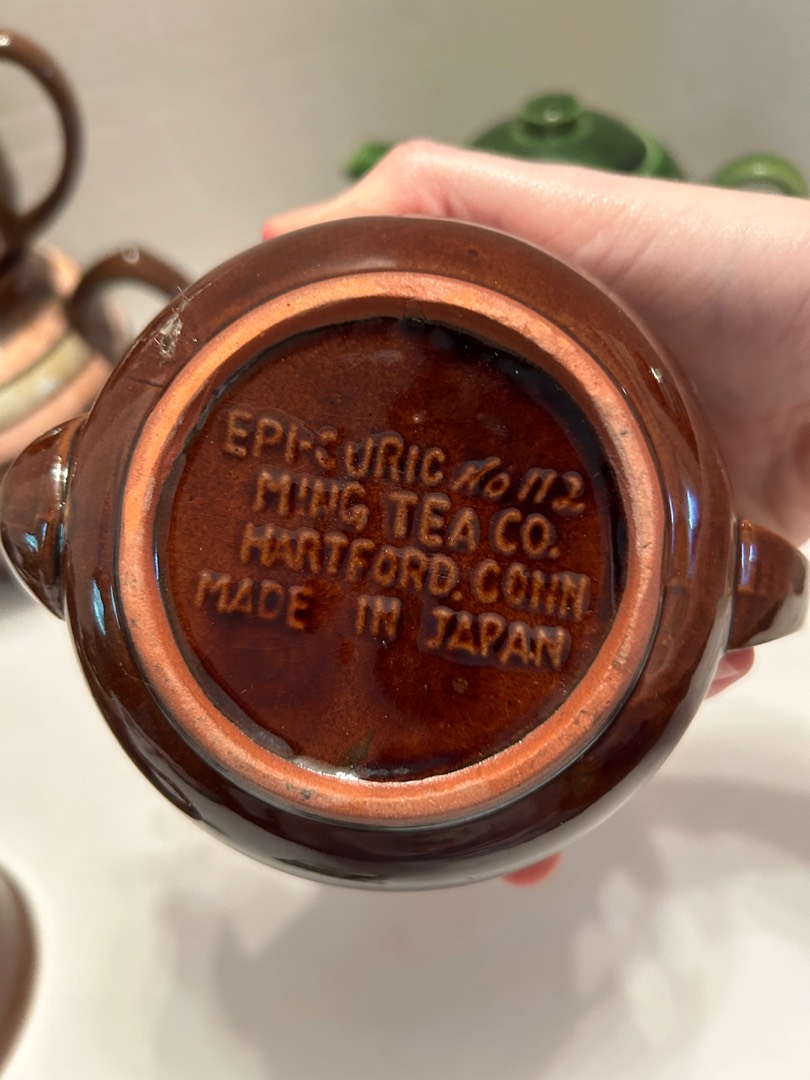 EPI-CURIC No 112
MING TEA CO.
HARTFORD. CONN
MADE IN JAPAN